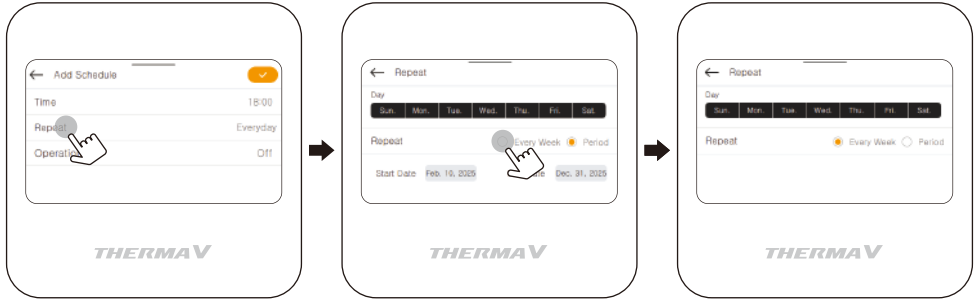 Add Schedule
Time 18:00
Repeat Everyday
Operation Off
THERMAV
Repeat
Day
Sun. Mon. Tue. Wed. Thu. Fri. Sat.
Repeat Every Week Period
Start Date Feb. 10, 2025 Dec. 31, 2025
THERMAV
Repeat
Day
Sun. Mon. Tue. Wed. Thu. Fri. Sat.
Repeat Every Week Period
THERMAV